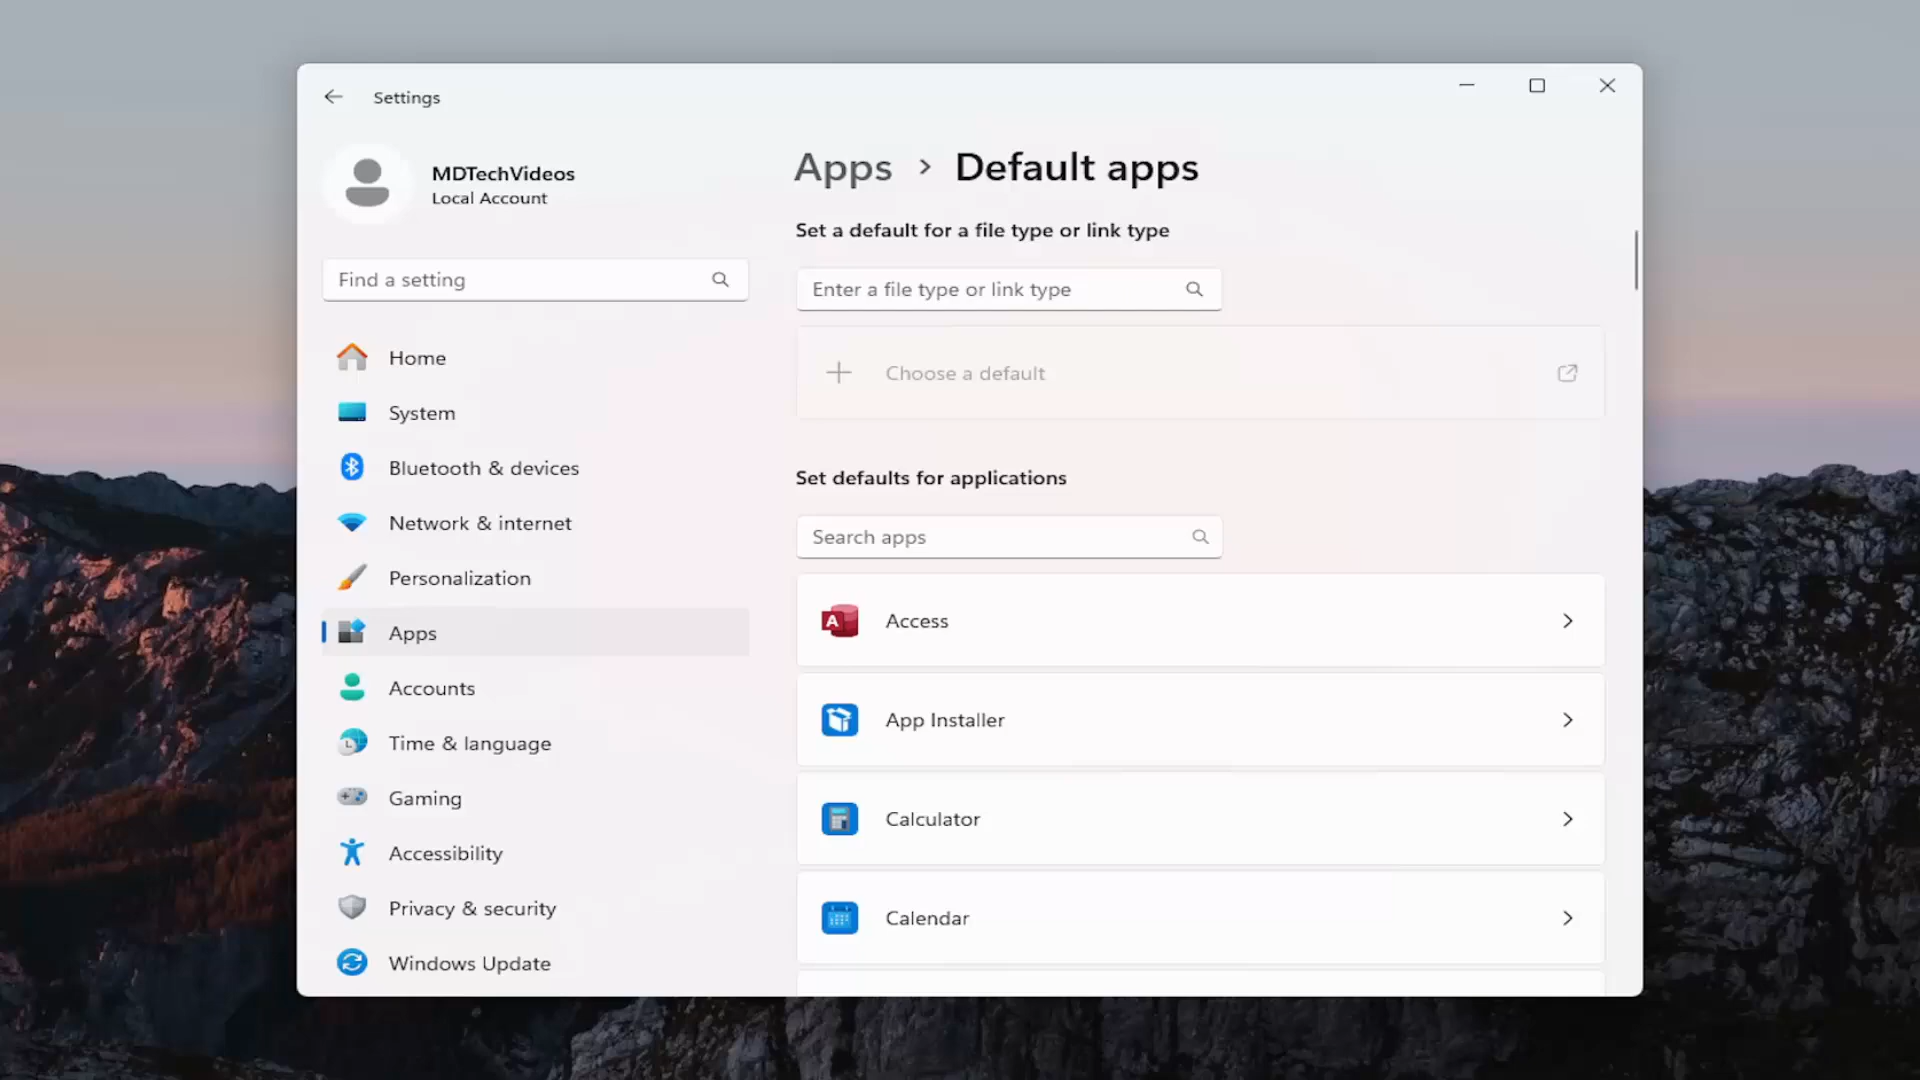 Settings
MDTechVideos
Local Account
Find a setting
Home
System
Bluetooth & devices
Network & internet
Personalization
Apps
Accounts
Time & language
Gaming
Accessibility
Privacy & security
Windows Update
Apps > Default apps
Set a default for a file type or link type
Enter a file type or link type
Choose a default
Set defaults for applications
Search apps
A Access
App Installer
Calculator
Calendar